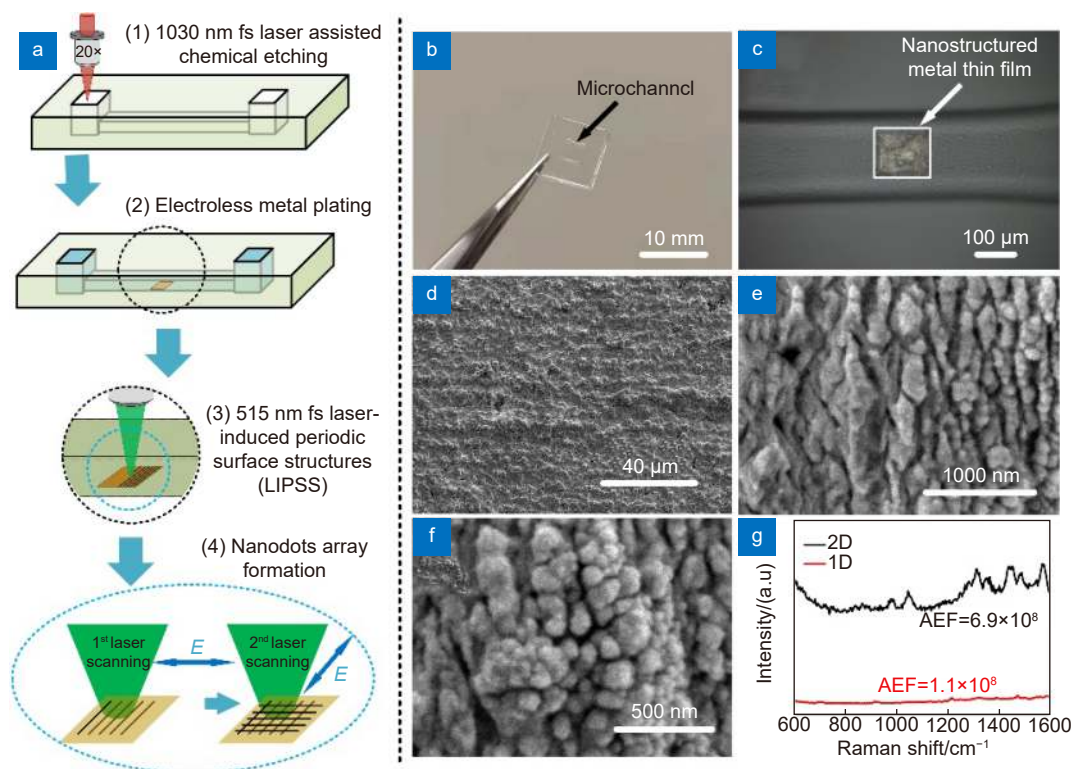 a
(1) 1030 nm fs laser assisted
chemical etching
20×
(2) Electroless metal plating
(3) 515 nm fs laser-
induced periodic
surface structures
(LIPSS)
(4) Nanodots array
formation
1st laser
scanning
E
2nd laser
scanning
E
b
Microchanncl
10 mm
c
Nanostructured
metal thin film
100 μm
d
40 μm
e
1000 nm
f
500 nm
g
2D
1D
AEF=6.9×10⁸
AEF=1.1×10⁸
Intensity/(a.u)
600 800 1000 1200 1400 1600
Raman shift/cm⁻¹